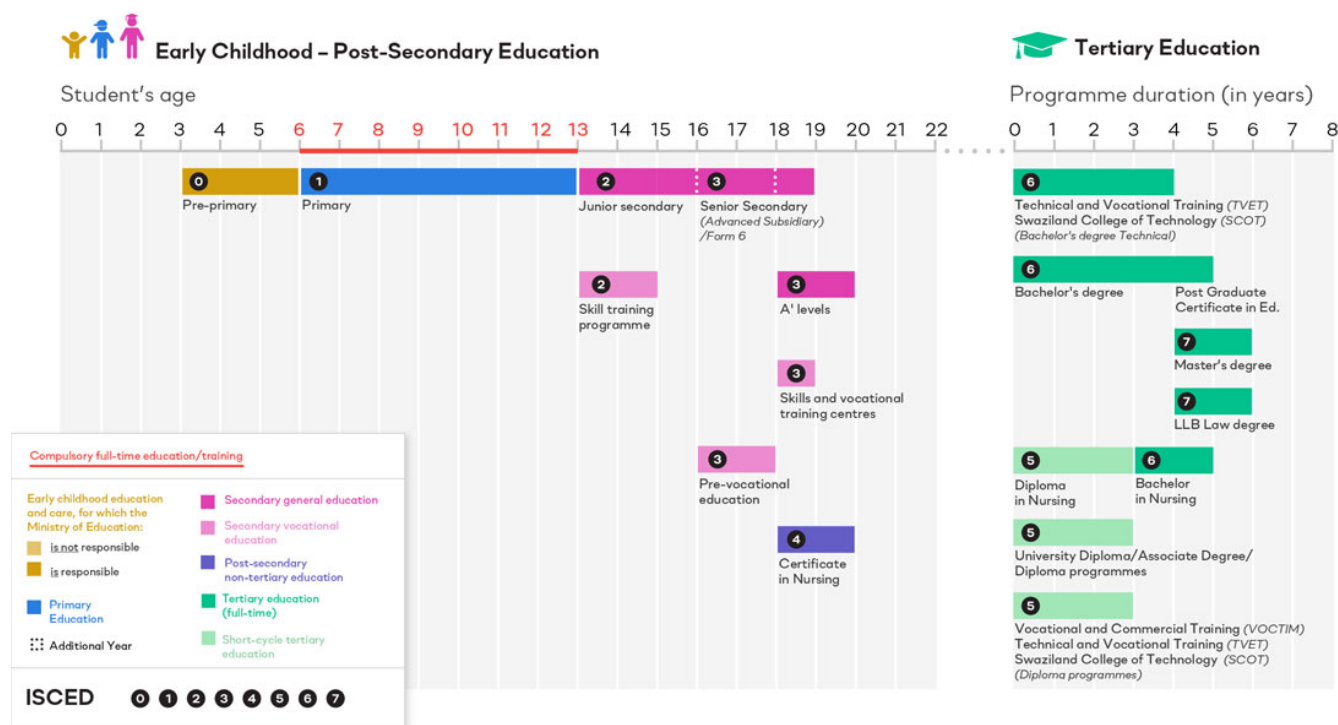 Early Childhood – Post-Secondary Education
Tertiary Education
Student's age
Programme duration (in years)
0 1 2 3 4 5 6 7 8 9 10 11 12 13 14 15 16 17 18 19 20 21 22
0 1 2 3 4 5 6 7 8
0
Pre-primary
1
Primary
2
Junior secondary
3
Senior Secondary
(Advanced Subsidiary)
/Form 6
2
Skill training
programme
3
A' levels
3
Skills and vocational
training centres
3
Pre-vocational
education
4
Certificate
in Nursing
6
Technical and Vocational Training (TVET)
Swaziland College of Technology (SCOT)
(Bachelor's degree Technical)
6
Bachelor's degree
Post Graduate
Certificate in Ed.
7
Master's degree
7
LLB Law degree
5
Diploma
in Nursing
6
Bachelor
in Nursing
5
University Diploma/Associate Degree/
Diploma programmes
5
Vocational and Commercial Training (VOCTIM)
Technical and Vocational Training (TVET)
Swaziland College of Technology (SCOT)
(Diploma programmes)
Compulsory full-time education/training
Early childhood education
and care, for which the
Ministry of Education:
is not responsible
is responsible
Primary
Education
Additional Year
Secondary general education
Secondary vocational
education
Post-secondary
non-tertiary education
Tertiary education
(full-time)
Short-cycle tertiary
education
ISCED 0 1 2 3 4 5 6 7